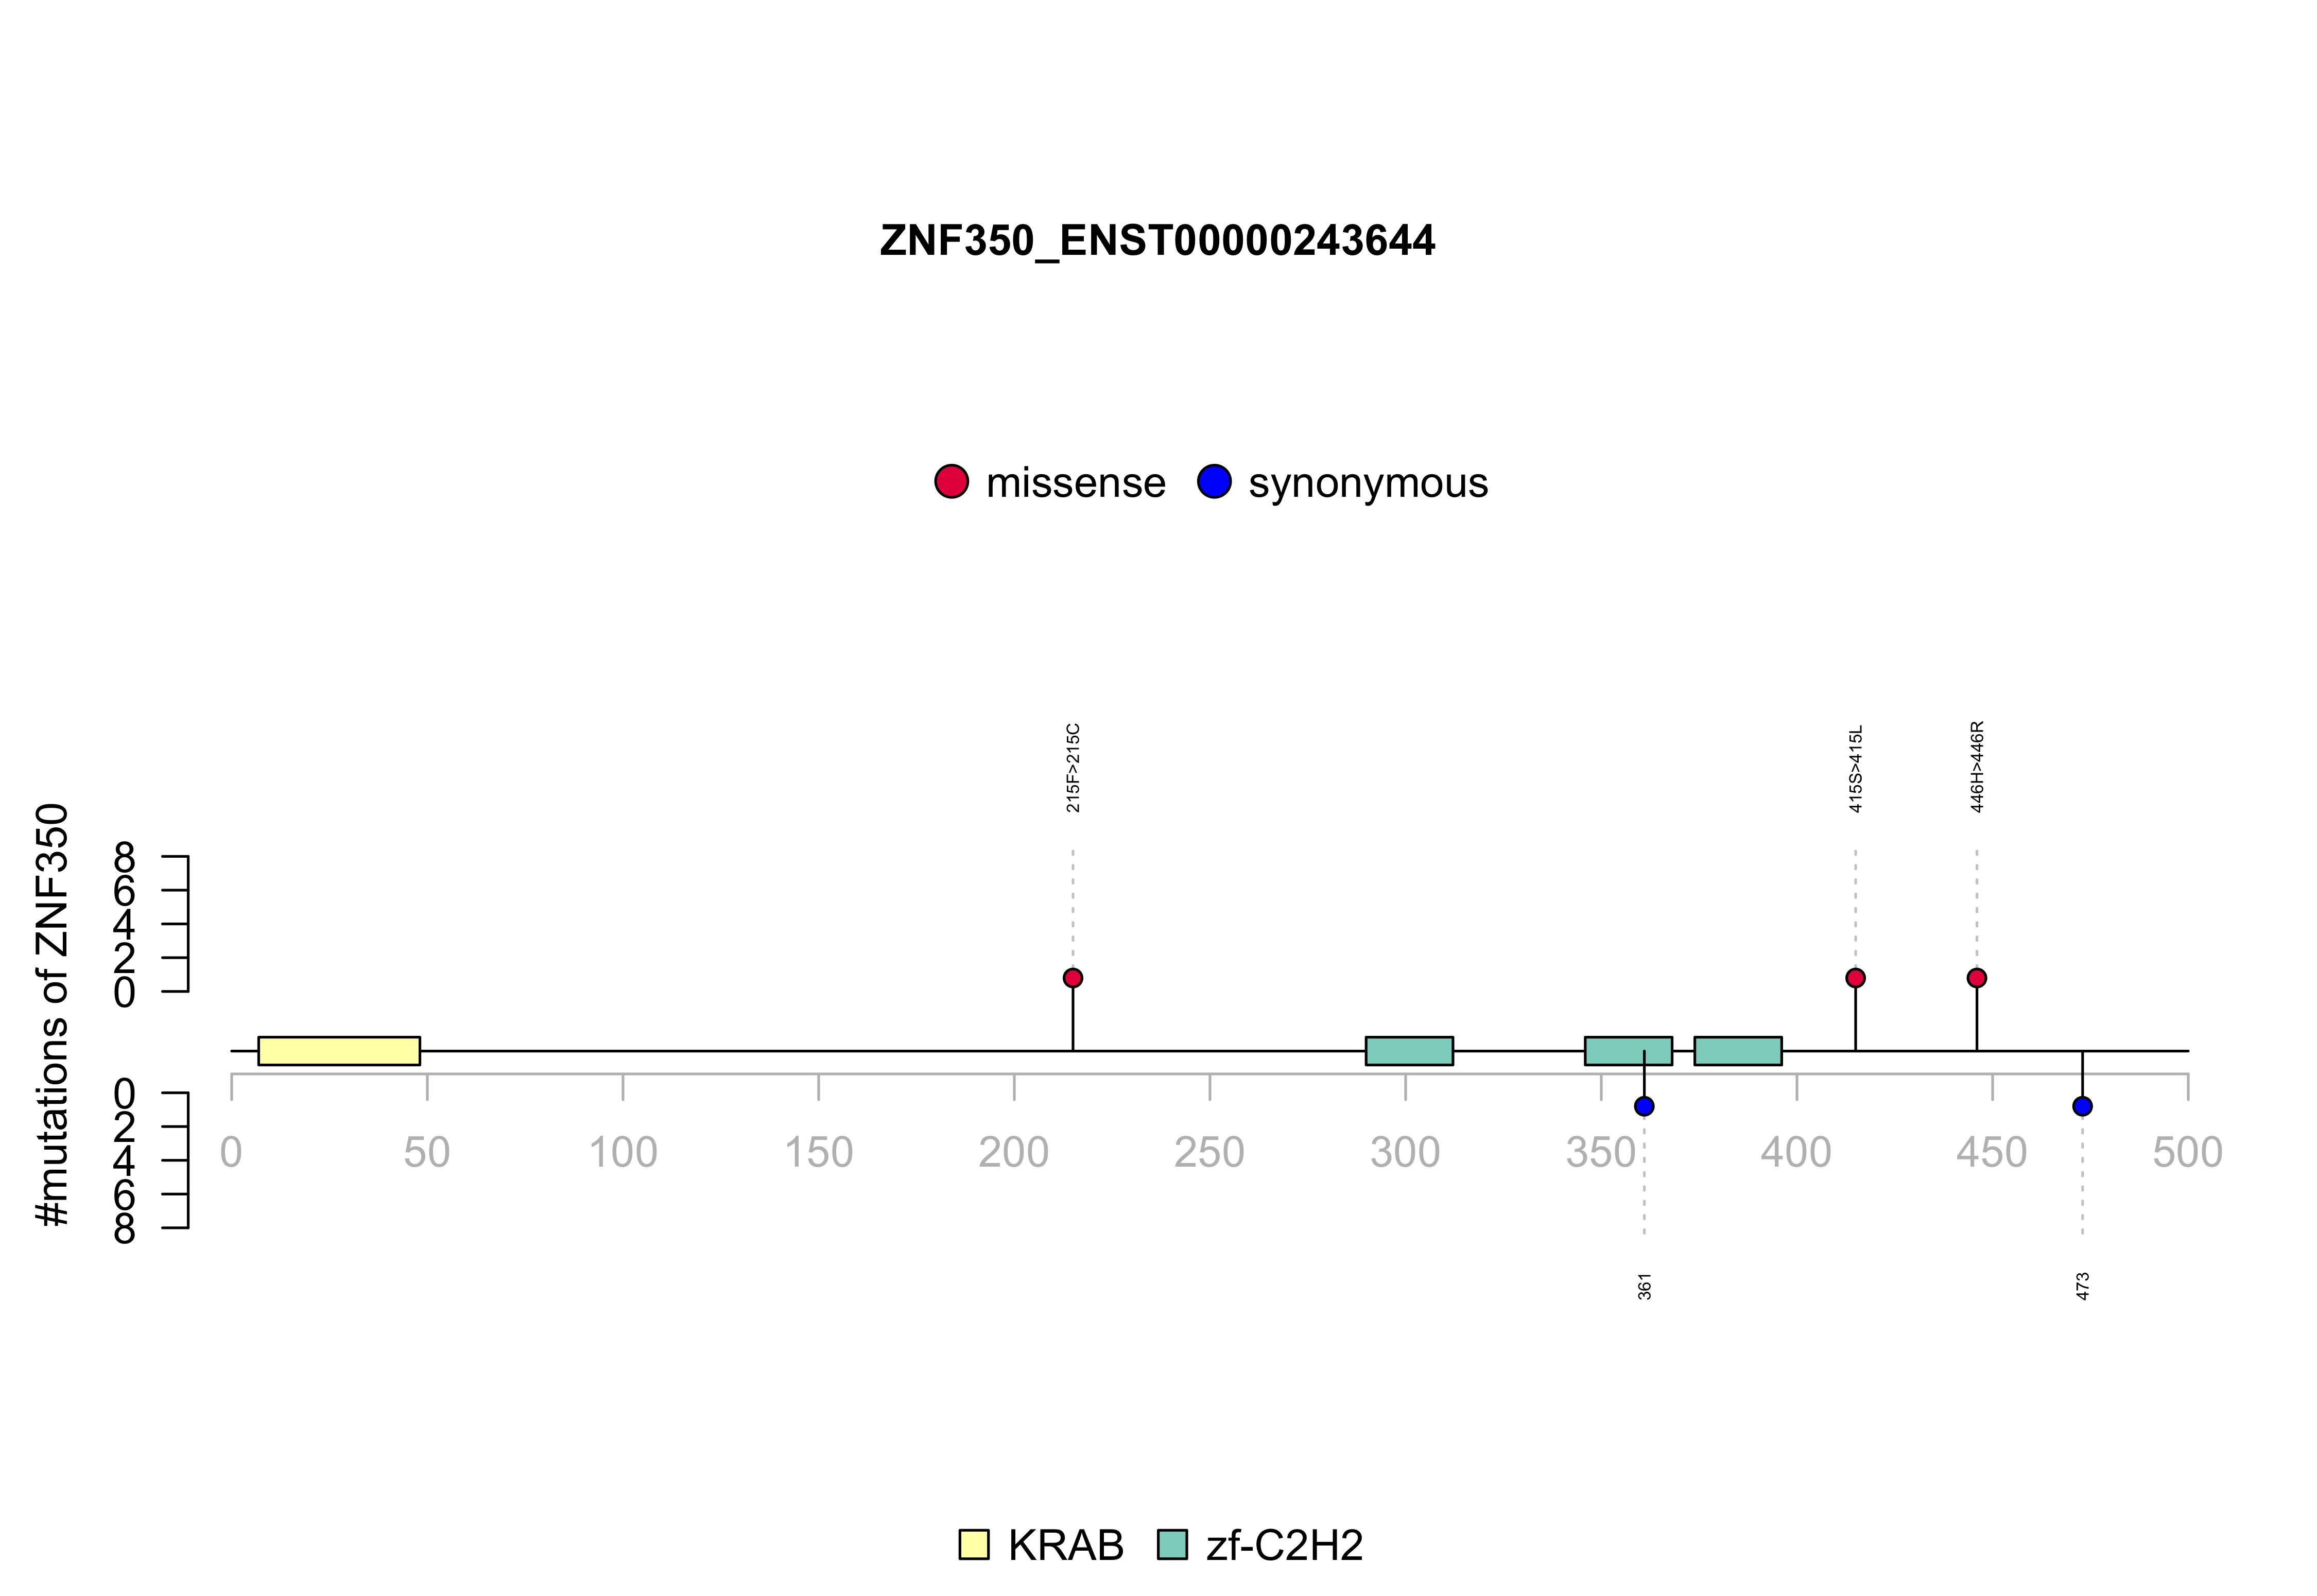 ZNF350_ENST00000243644
missense synonymous
215F>215C 415S>415L 446H>446R
#mutations of ZNF350
8
6
4
2
0
0
2
4
6
8
0 50 100 150 200 250 300 350 400 450 500
361 473
KRAB zf-C2H2